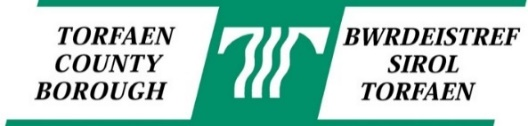 TORFAEN
COUNTY
BOROUGH
BWRDEISTREF
SIROL
TORFAEN